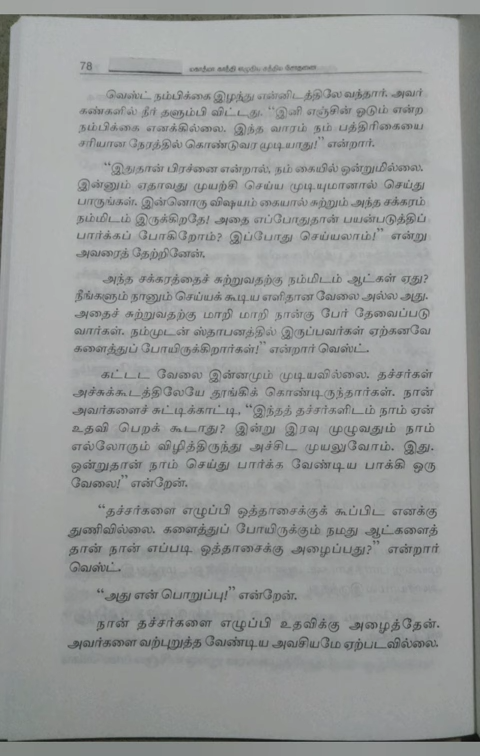 78
மகாத்மா காந்தி எழுதிய சத்திய சோதனை
வெஸ்ட் நம்பிக்கை இழந்து என்னிடத்திலே வந்தார். அவர்
கண்களில் நீர் தளும்பி விட்டது. “இனி எஞ்சின் ஓடும் என்ற
நம்பிக்கை எனக்கில்லை. இந்த வாரம் நம் பத்திரிகையை
சரியான நேரத்தில் கொண்டுவர முடியாது!” என்றார்.
“இதுதான் பிரச்னை என்றால், நம் கையில் ஒன்றுமில்லை.
இன்னும் ஏதாவது முயற்சி செய்ய முடியுமானால் செய்து
பாருங்கள். இன்னொரு விஷயம் கையால் சுற்றும் அந்த சக்கரம்
நம்மிடம் இருக்கிறதே! அதை எப்போதுதான் பயன்படுத்திப்
பார்க்கப் போகிறோம்? இப்போது செய்யலாம்!” என்று
அவரைத் தேற்றினேன்.
அந்த சக்கரத்தைச் சுற்றுவதற்கு நம்மிடம் ஆட்கள் ஏது?
நீங்களும் நானும் செய்யக் கூடிய எளிதான வேலை அல்ல அது.
அதைச் சுற்றுவதற்கு மாறி மாறி நான்கு பேர் தேவைப்படு
வார்கள். நம்முடன் ஸ்தாபனத்தில் இருப்பவர்கள் ஏற்கனவே
களைத்துப் போயிருக்கிறார்கள்!” என்றார் வெஸ்ட்.
கட்டட வேலை இன்னமும் முடியவில்லை. தச்சர்கள்
அச்சுக்கூடத்திலேயே தூங்கிக் கொண்டிருந்தார்கள். நான்
அவர்களைச் சுட்டிக்காட்டி, “இந்தத் தச்சர்களிடம் நாம் ஏன்
உதவி பெறக் கூடாது? இன்று இரவு முழுவதும் நாம்
எல்லோரும் விழித்திருந்து அச்சிட முயலுவோம். இது.
ஒன்றுதான் நாம் செய்து பார்க்க வேண்டிய பாக்கி ஒரு
வேலை!” என்றேன்.
“தச்சர்களை எழுப்பி ஒத்தாசைக்குக் கூப்பிட எனக்கு
துணிவில்லை. களைத்துப் போயிருக்கும் நமது ஆட்களைத்
தான் நான் எப்படி ஒத்தாசைக்கு அழைப்பது?” என்றார்
வெஸ்ட்.
“அது என் பொறுப்பு!” என்றேன்.
நான் தச்சர்களை எழுப்பி உதவிக்கு அழைத்தேன்.
அவர்களை வற்புறுத்த வேண்டிய அவசியமே ஏற்படவில்லை.